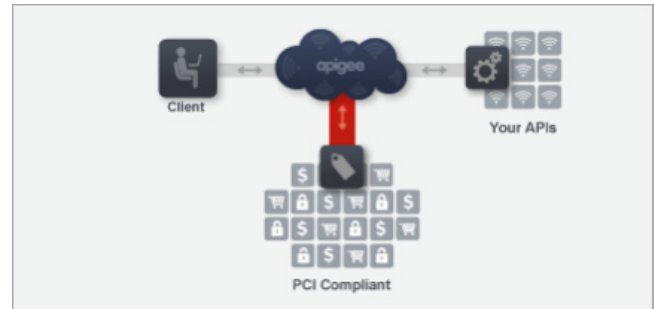 apigee
Client
Your APIs
$ $
$ $ $
$ $
$
PCI Compliant